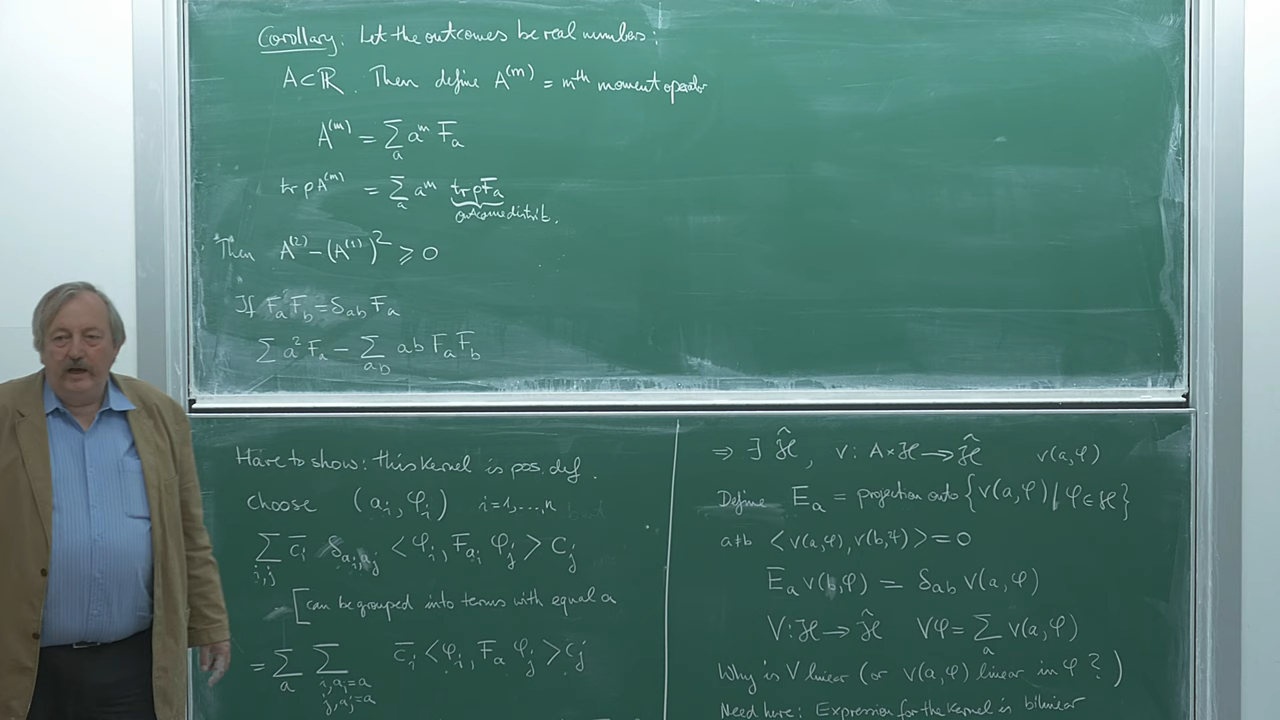 Corollary. Let the outcomes be real numbers:
A⊂ℝ. Then define A^(m) = m^th moment operator
A^(m) = ∑_a a^m F_a
tr ρA^(m) = ∑_a a^m tr ρF_a
outcome distrib.
Then A^(2) − (A^(1))^2 ⩾ 0
If F_a F_b = δ_ab F_a
∑ a^2 F_a − ∑_ab ab F_a F_b
Have to show: this kernel is pos. def.
choose (a_i, φ_i) i=1,…,n
∑_{i,j} c̄_i δ_{a_i a_j} <φ_i, F_{a_i} φ_j> c_j
[can be grouped into terms with equal a
= ∑_a ∑_{i, a_i=a j, a_j=a} c̄_i <φ_i, F_a φ_j> c_j
⇒ ∃ Ĥ, v: A×H → Ĥ v(a,φ)
Define E_a = projection onto {v(a,φ) | φ∈H}
a≠b <v(a,φ), v(b,ψ)> = 0
E_a v(b,φ) = δ_ab v(a,φ)
V: H → Ĥ Vφ = ∑_a v(a,φ)
Why is V linear (or v(a,φ) linear in φ?)
Need here: Expression for the kernel is bilinear